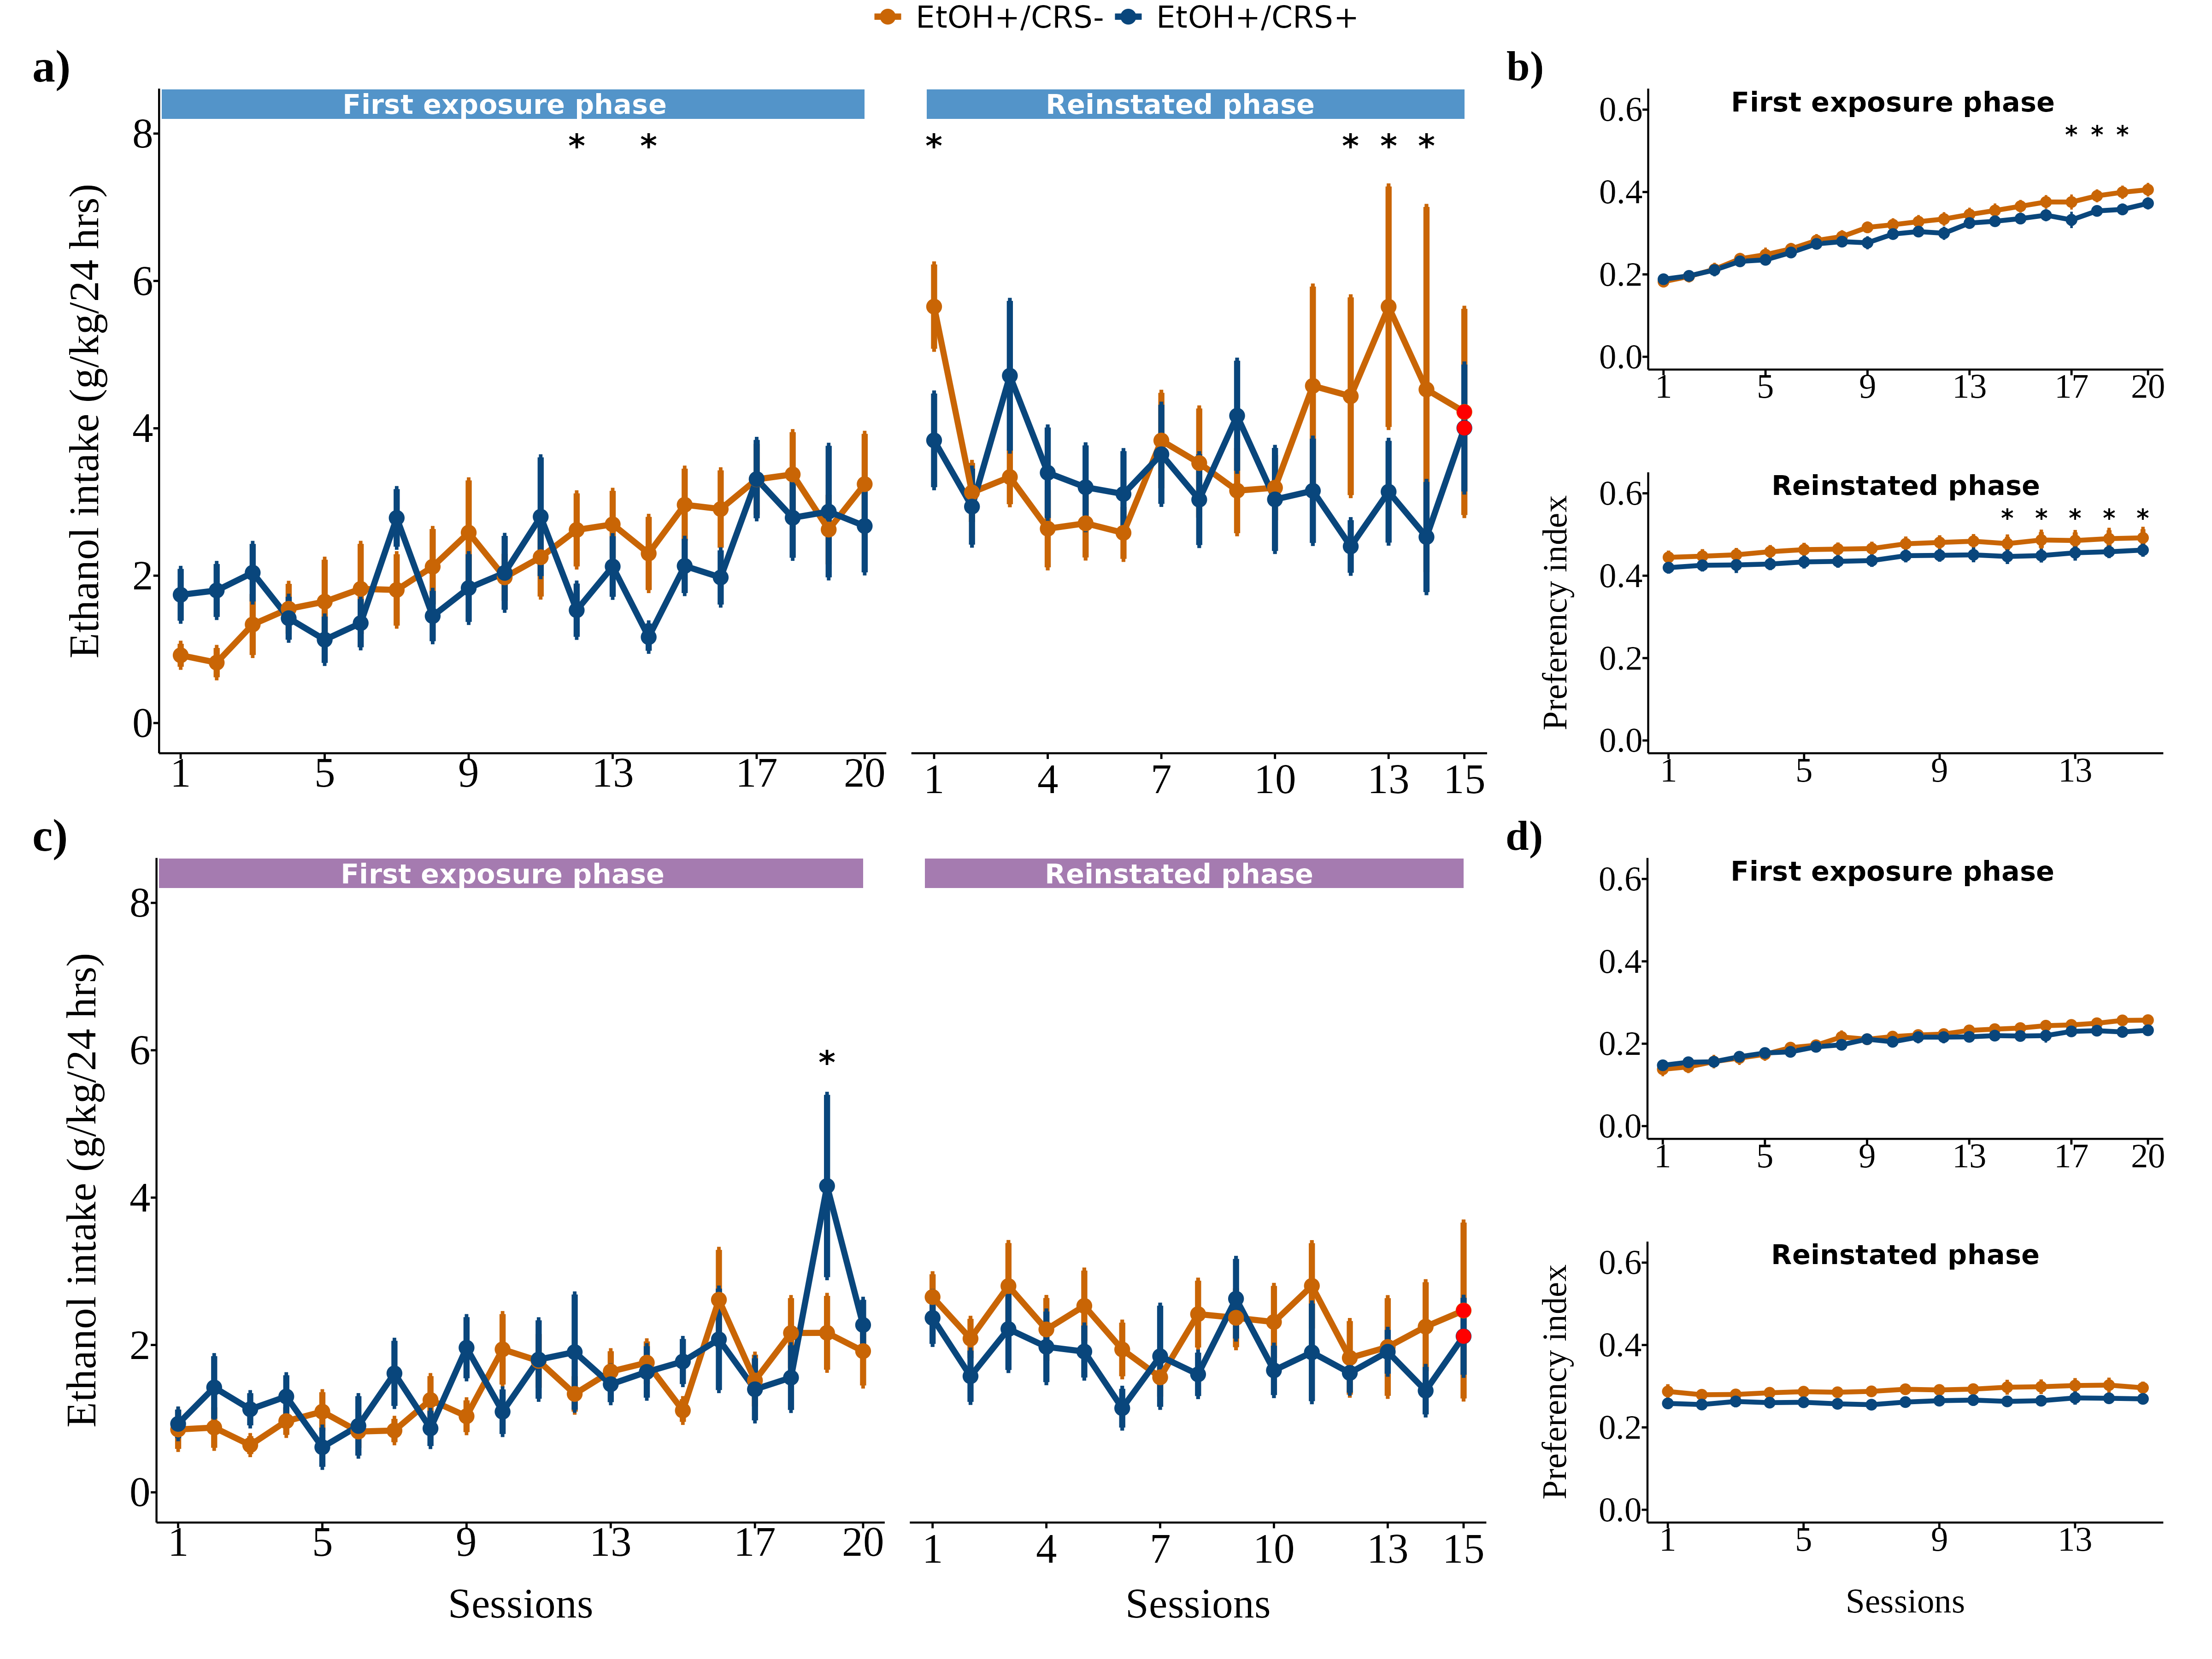 EtOH+/CRS- EtOH+/CRS+
a)
First exposure phase
Reinstated phase
* *
* * * *
Ethanol intake (g/kg/24 hrs)
8
6
4
2
0
1 5 9 13 17 20
1 4 7 10 13 15
b)
First exposure phase
* * *
0.6
0.4
0.2
0.0
1 5 9 13 17 20
Preferency index
Reinstated phase
* * * * *
0.6
0.4
0.2
0.0
1 5 9 13
c)
First exposure phase
Reinstated phase
*
Ethanol intake (g/kg/24 hrs)
8
6
4
2
0
1 5 9 13 17 20
1 4 7 10 13 15
Sessions
Sessions
d)
First exposure phase
0.6
0.4
0.2
0.0
1 5 9 13 17 20
Preferency index
Reinstated phase
0.6
0.4
0.2
0.0
1 5 9 13
Sessions